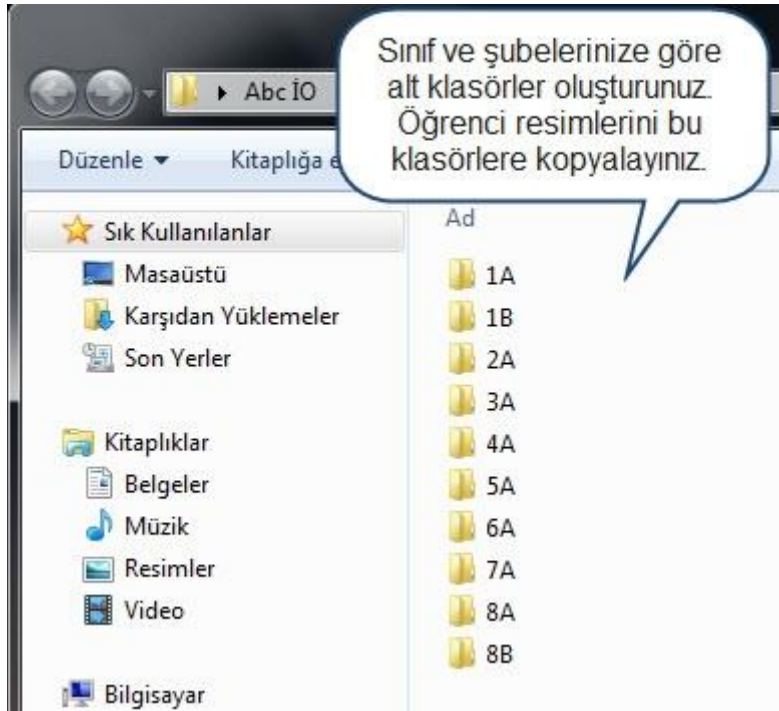 Sınıf ve şubelerinize göre
alt klasörler oluşturunuz.
Öğrenci resimlerini bu
klasörlere kopyalayınız.
Abc İO
Düzenle
Kitaplığa e
Sık Kullanılanlar
Masaüstü
Karşıdan Yüklemeler
Son Yerler
Kitaplıklar
Belgeler
Müzik
Resimler
Video
Bilgisayar
Ad
1A
1B
2A
3A
4A
5A
6A
7A
8A
8B